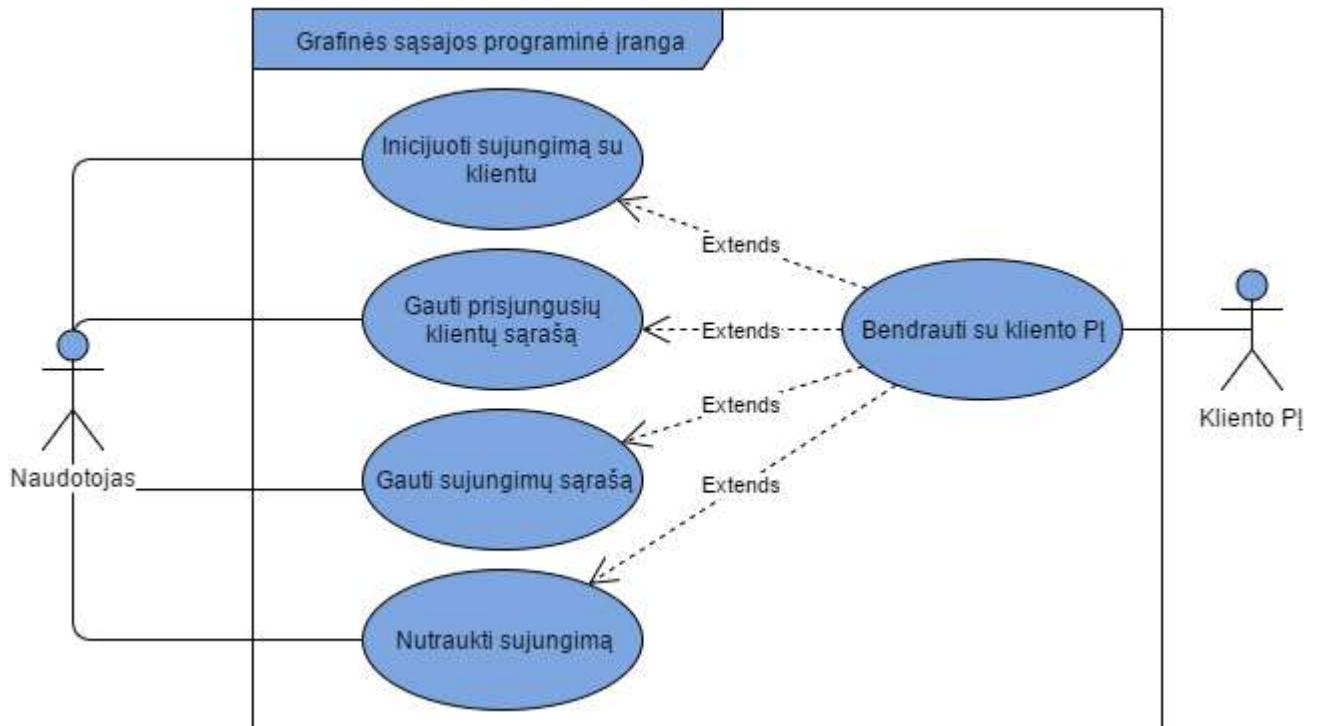 Grafinės sąsajos programinė įranga
Inicijuoti sujungimą su
klientu
Extends
Gauti prisjungusių
klientų sąrašą
Extends
Bendrauti su kliento PĮ
Kliento PĮ
Extends
Naudotojas
Gauti sujungimų sąrašą
Extends
Nutraukti sujungimą